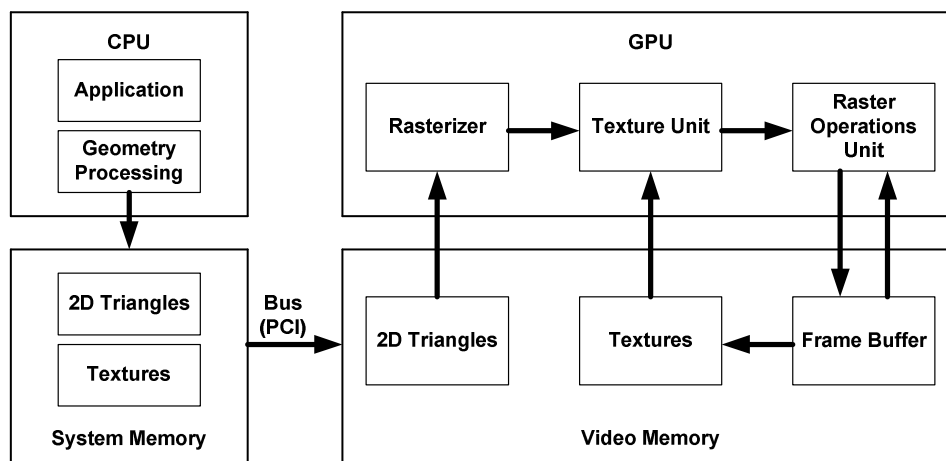 CPU
Application
Geometry
Processing
GPU
Rasterizer
Texture Unit
Raster
Operations
Unit
2D Triangles
Textures
System Memory
Bus
(PCI)
2D Triangles
Textures
Frame Buffer
Video Memory